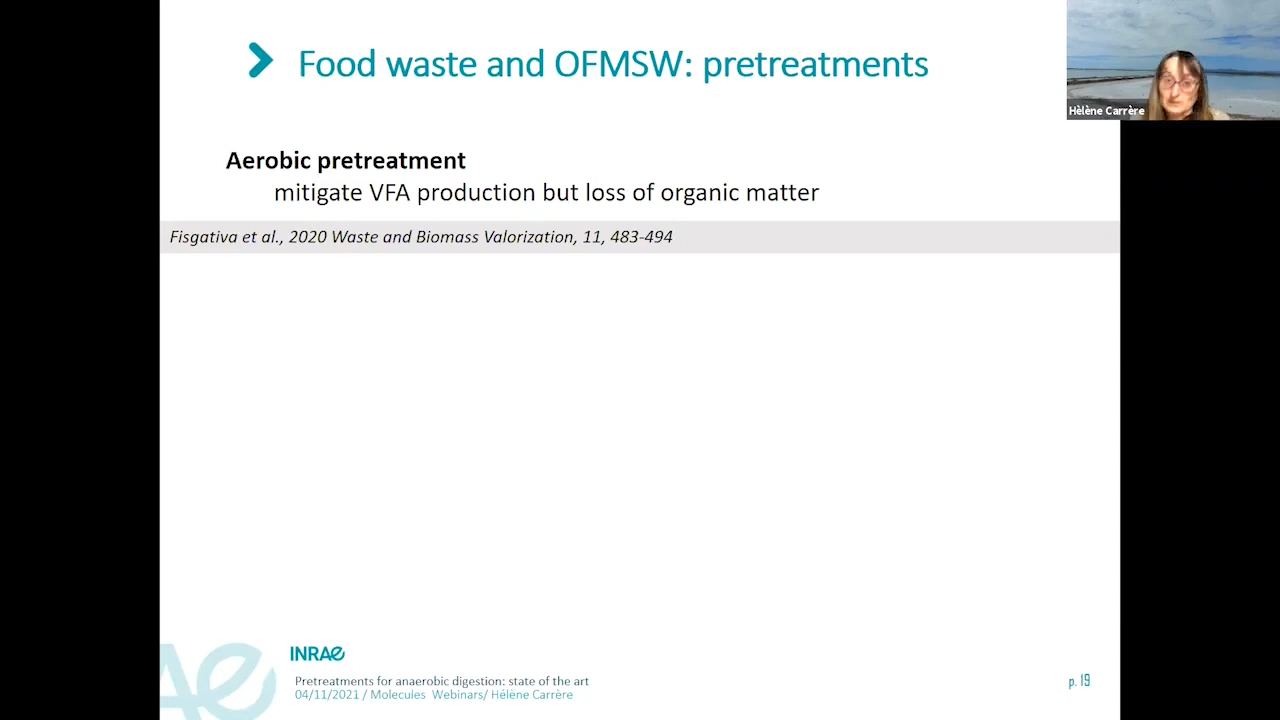 Food waste and OFMSW: pretreatments
Hélène Carrère
Aerobic pretreatment
mitigate VFA production but loss of organic matter
Fisgativa et al., 2020 Waste and Biomass Valorization, 11, 483-494
INRAE
Pretreatments for anaerobic digestion: state of the art
04/11/2021 / Molecules Webinars/ Hélène Carrère
p. 19